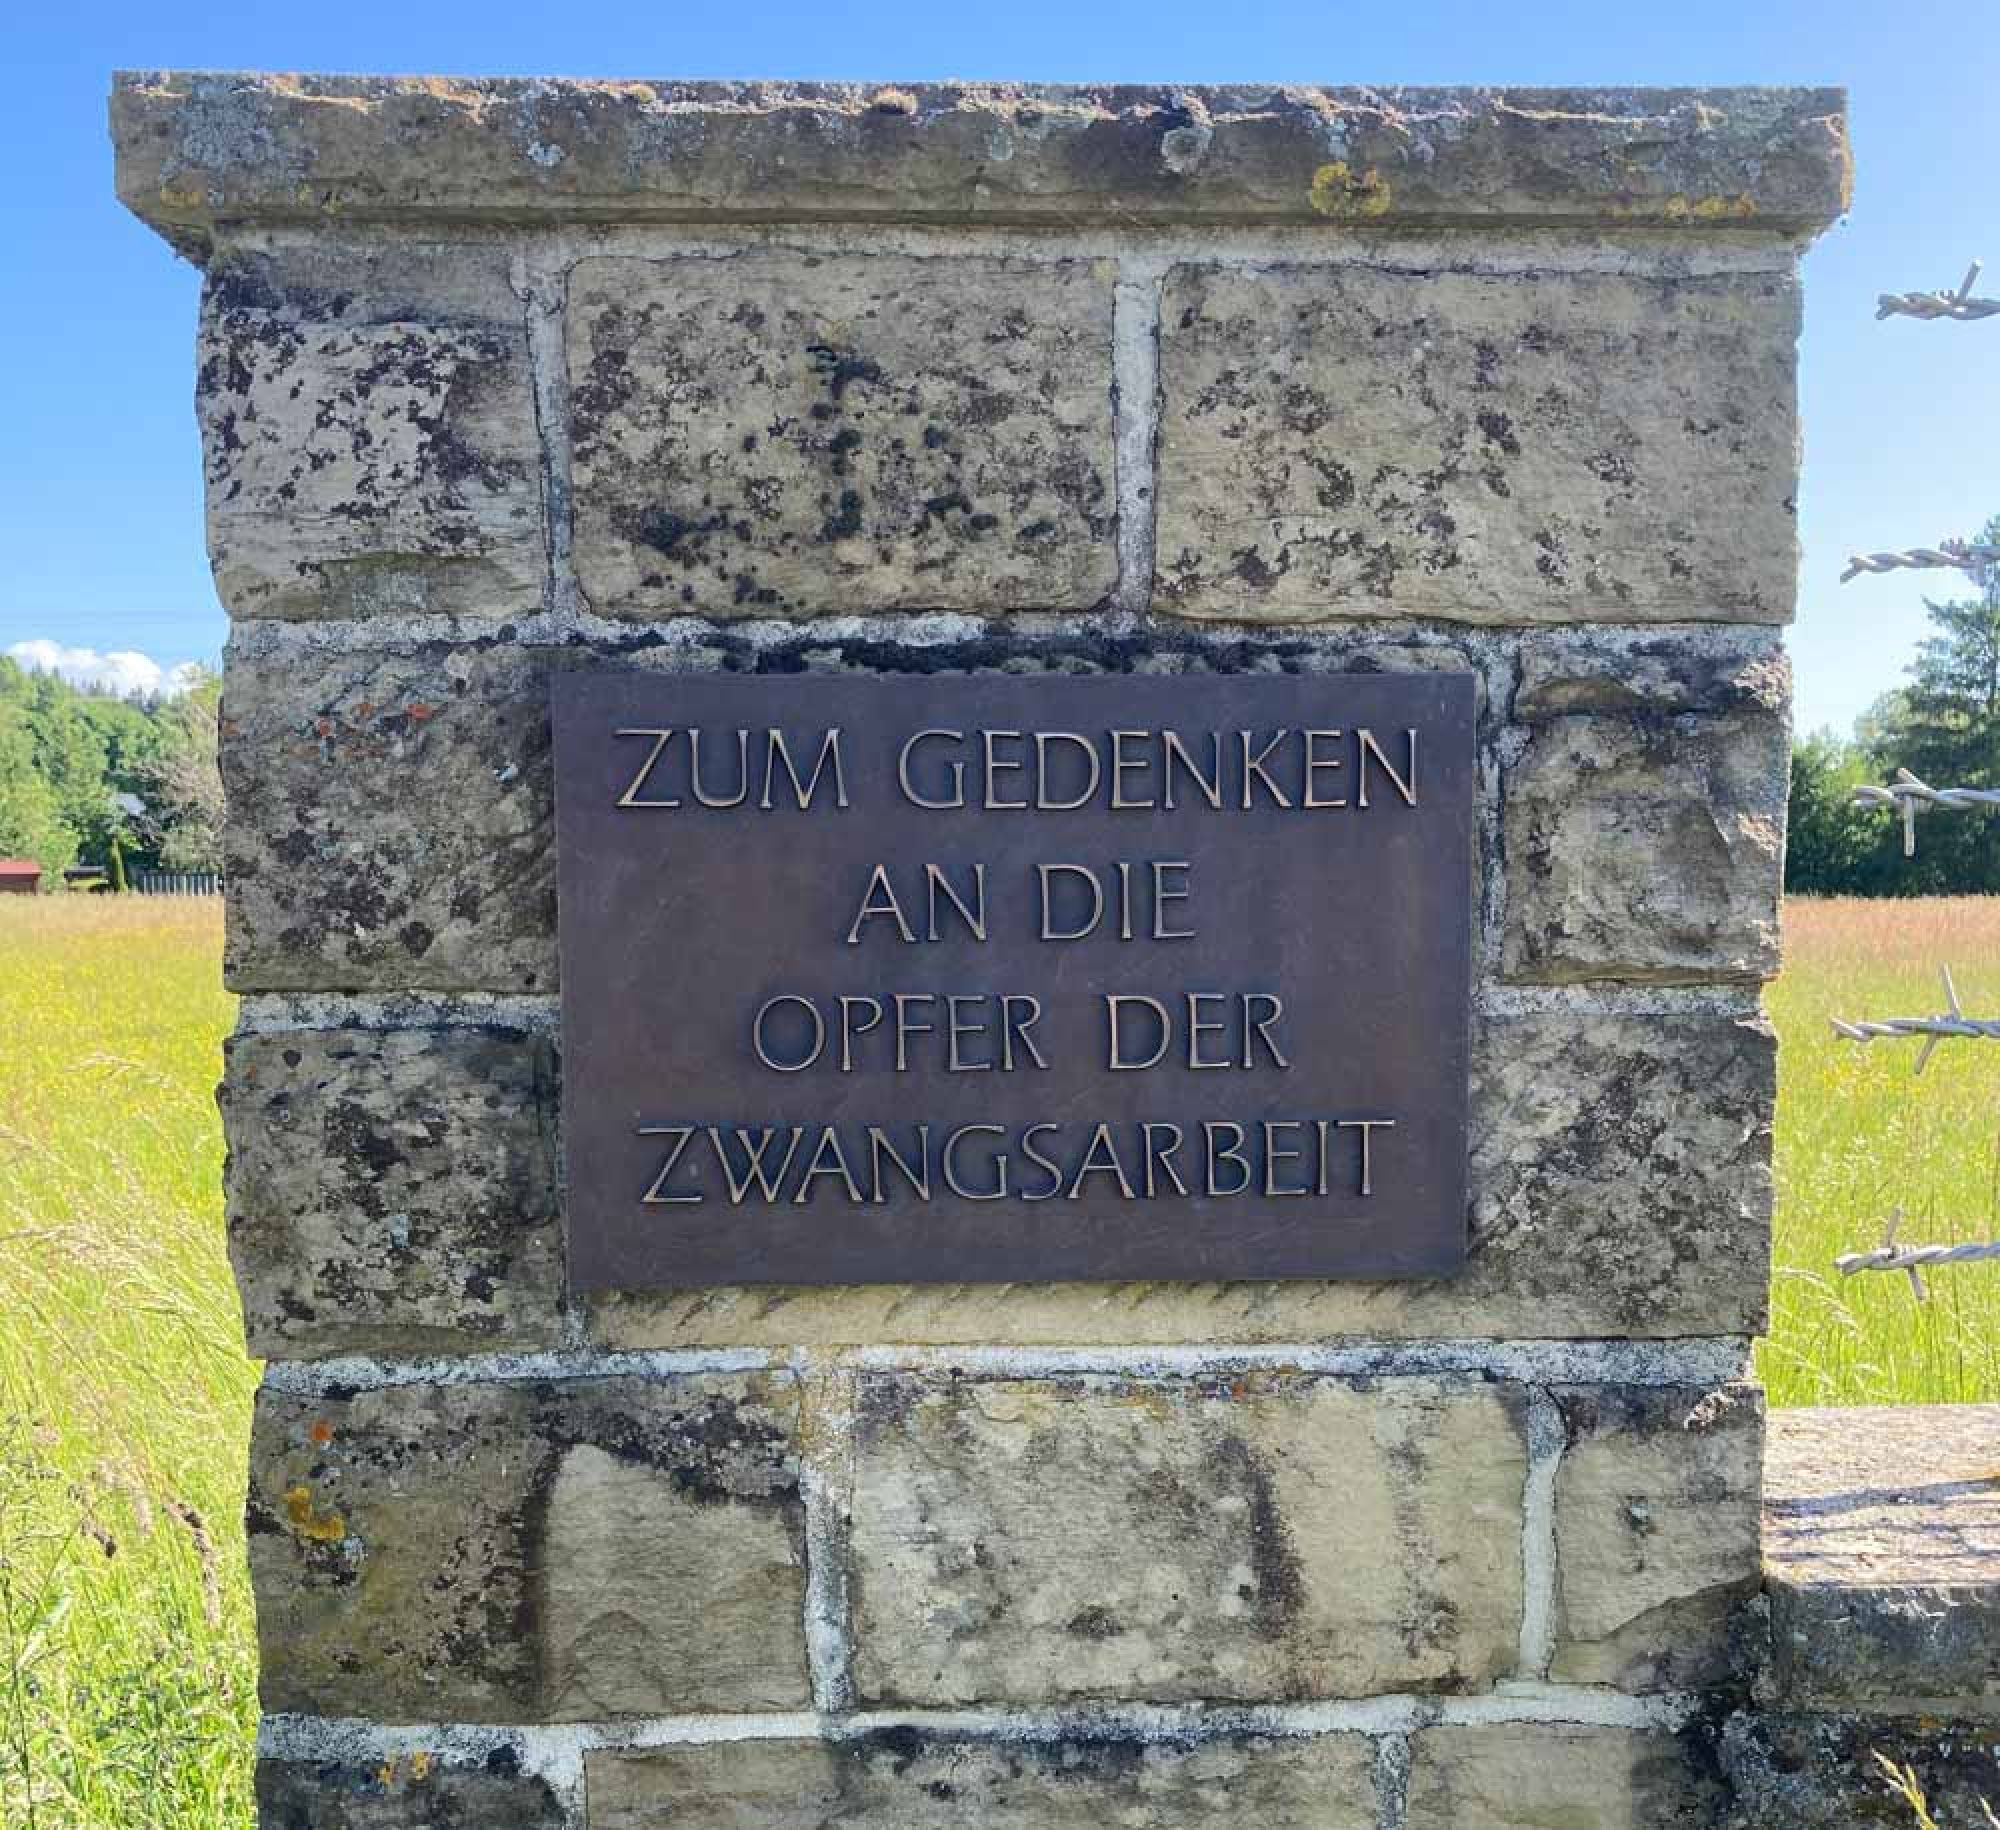 ZUM GEDENKEN
AN DIE
OPFER DER
ZWANGSARBEIT